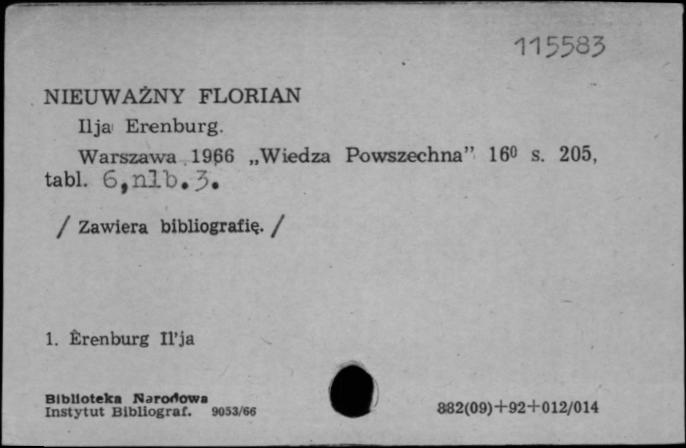 115583
NIEUWAŻNY FLORIAN
Ilja Erenburg.
Warszawa 1966 „Wiedza Powszechna” 16⁰ s. 205,
tabl. 6, nlb. 3.
/ Zawiera bibliografię. /
1. Èrenburg Il’ja
Biblioteka Narodowa
Instytut Bibliograf. 9053/66
882(09)+92+012/014